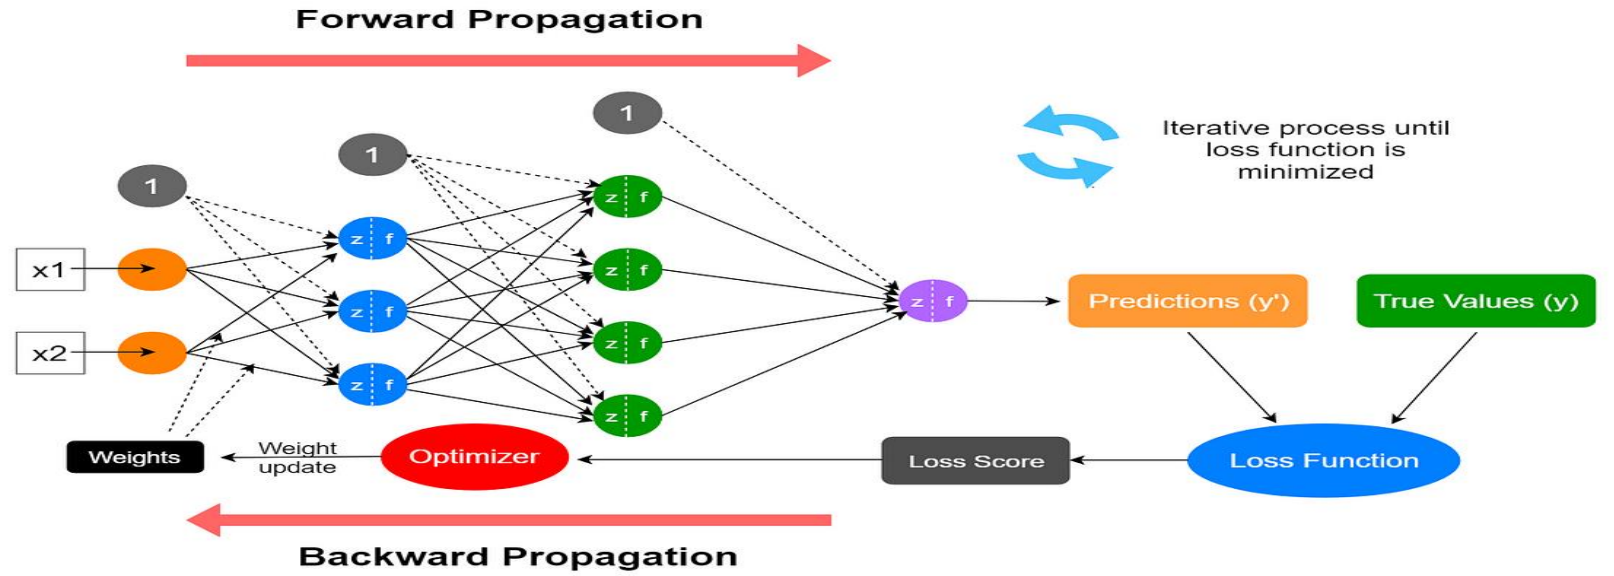 Forward Propagation
1
1
1
Iterative process until
loss function is
minimized
z f
z f
x1
z f
z f
z f
Predictions (y')
True Values (y)
z f
x2
z f
z f
Weights
Weight
update
Optimizer
Loss Score
Loss Function
Backward Propagation